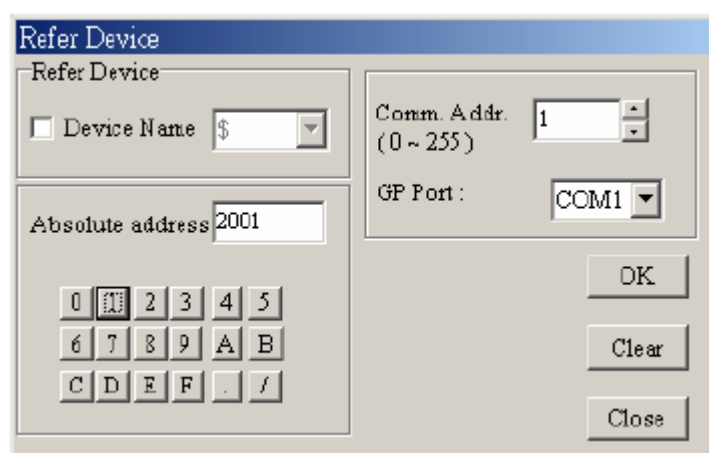 Refer Device
Refer Device
Device Name $
Comm. Addr. 1
(0 ~ 255)
GP Port : COM1
Absolute address 2001
0 1 2 3 4 5
6 7 8 9 A B
C D E F . /
OK
Clear
Close